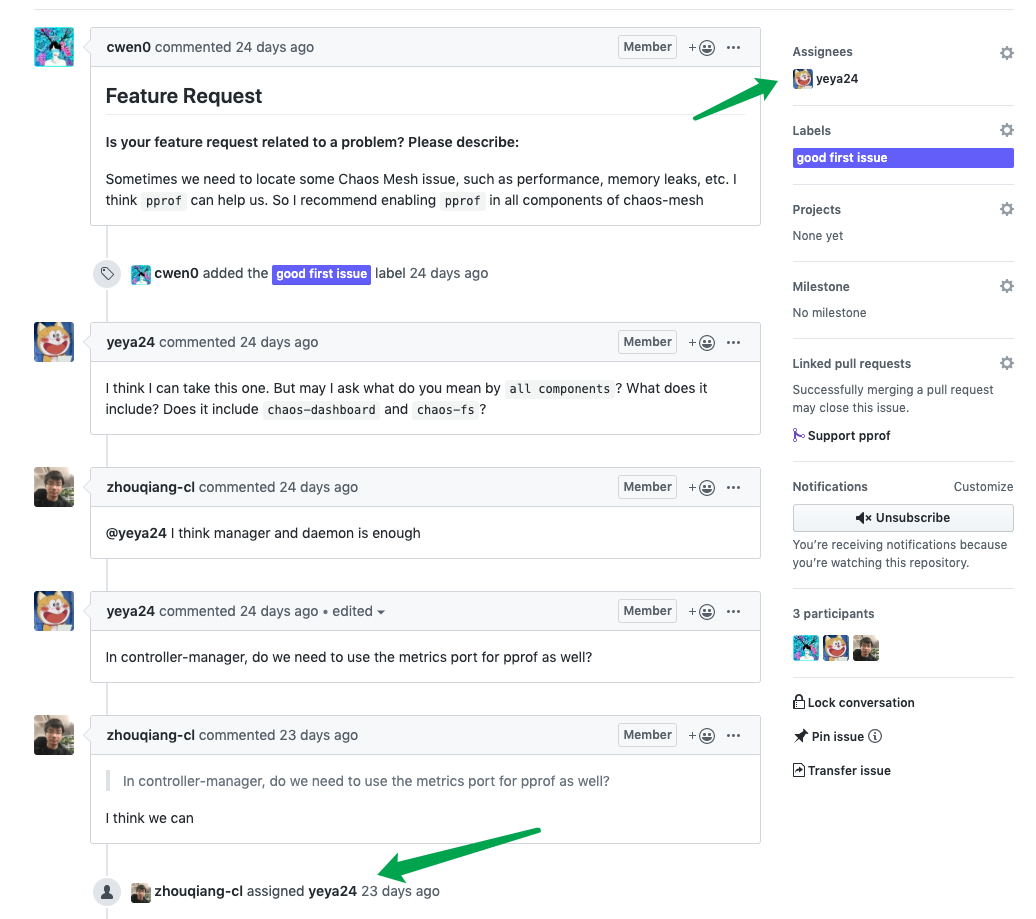 cwen0 commented 24 days ago
Member
Feature Request
Is your feature request related to a problem? Please describe:
Sometimes we need to locate some Chaos Mesh issue, such as performance, memory leaks, etc. I
think pprof can help us. So I recommend enabling pprof in all components of chaos-mesh
cwen0 added the good first issue label 24 days ago
yeya24 commented 24 days ago
Member
I think I can take this one. But may I ask what do you mean by all components ? What does it
include? Does it include chaos-dashboard and chaos-fs ?
zhouqiang-cl commented 24 days ago
Member
@yeya24 I think manager and daemon is enough
yeya24 commented 24 days ago • edited
Member
In controller-manager, do we need to use the metrics port for pprof as well?
zhouqiang-cl commented 23 days ago
Member
In controller-manager, do we need to use the metrics port for pprof as well?
I think we can
zhouqiang-cl assigned yeya24 23 days ago
Assignees
yeya24
Labels
good first issue
Projects
None yet
Milestone
No milestone
Linked pull requests
Successfully merging a pull request
may close this issue.
Support pprof
Notifications
Customize
Unsubscribe
You’re receiving notifications because
you’re watching this repository.
3 participants
Lock conversation
Pin issue
Transfer issue